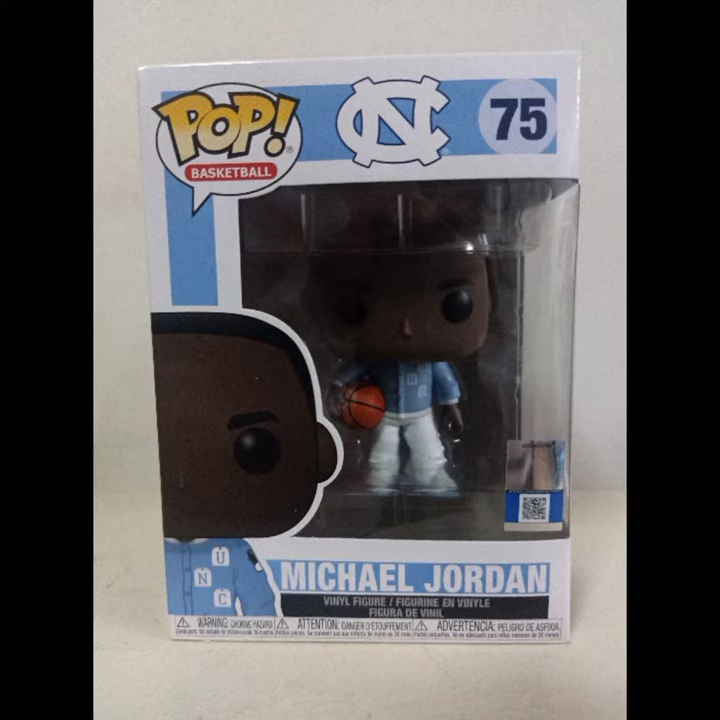 POP!
BASKETBALL
NC
75
U
N
C
MICHAEL JORDAN
VINYL FIGURE / FIGURINE EN VINYLE
FIGURA DE VINIL
WARNING: CHOKING HAZARD ATTENTION: DANGER D'ÉTOUFFEMENT. ADVERTENCIA: PELIGRO DE ASFIXIA.